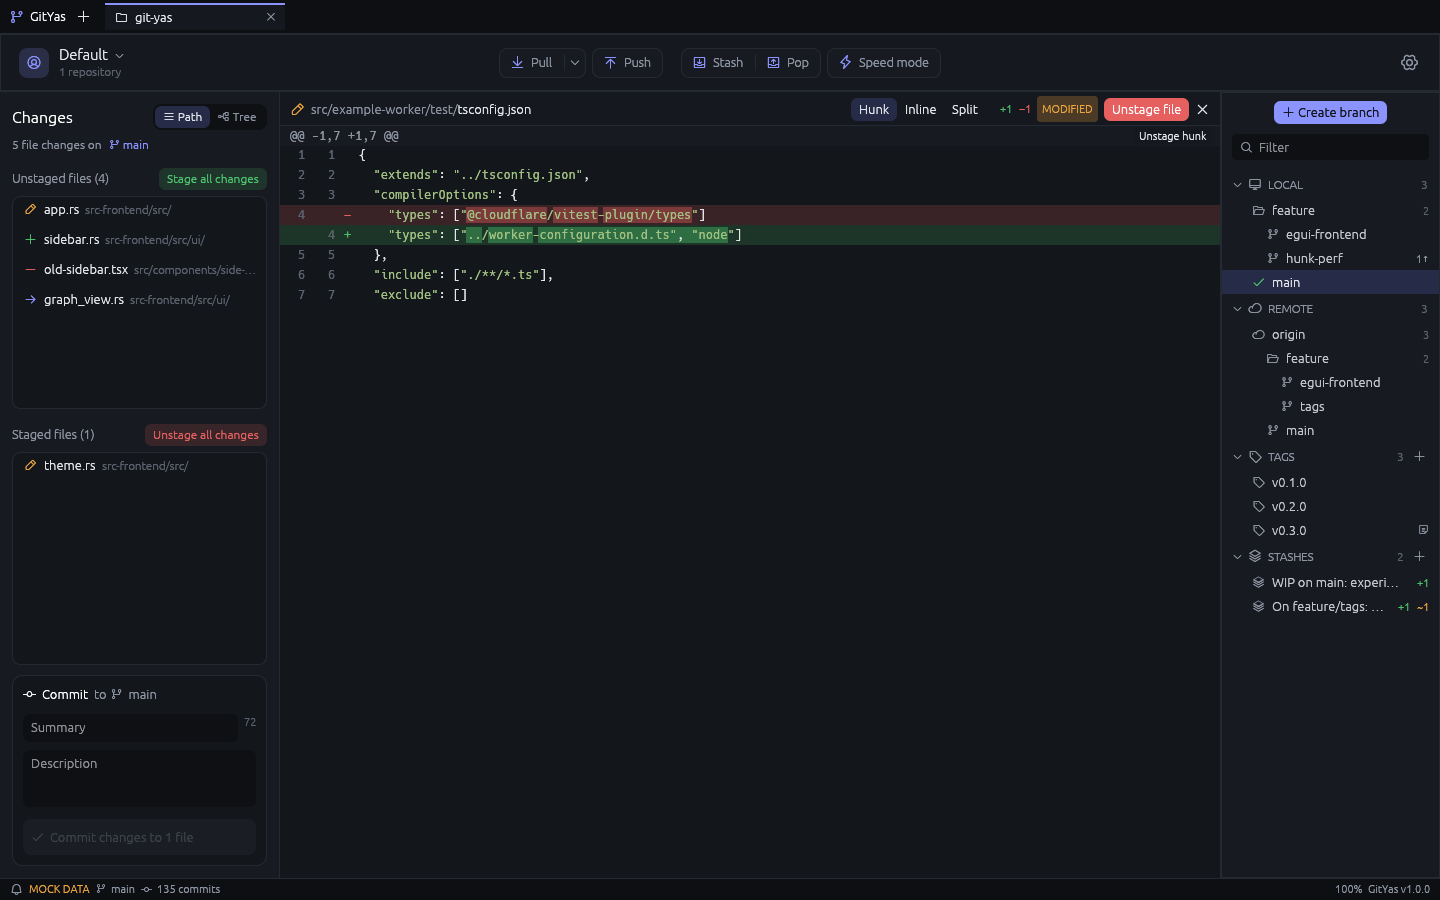 GitYas
git-yas
Default
1 repository
Pull
Push
Stash
Pop
Speed mode
Changes
Path
Tree
5 file changes on main
Unstaged files (4)
Stage all changes
app.rs src-frontend/src/
sidebar.rs src-frontend/src/ui/
old-sidebar.tsx src/components/side-...
graph_view.rs src-frontend/src/ui/
Staged files (1)
Unstage all changes
theme.rs src-frontend/src/
Commit to main
Summary
72
Description
Commit changes to 1 file
src/example-worker/test/tsconfig.json
Hunk
Inline
Split
+1 −1
MODIFIED
Unstage file
@@ -1,7 +1,7 @@
Unstage hunk
1 1 {
2 2 "extends": "../tsconfig.json",
3 3 "compilerOptions": {
4 − "types": ["@cloudflare/vitest-plugin/types"]
4 + "types": ["../worker-configuration.d.ts", "node"]
5 5 },
6 6 "include": ["./**/*.ts"],
7 7 "exclude": []
Create branch
Filter
LOCAL 3
feature 2
egui-frontend
hunk-perf 1↑
main
REMOTE 3
origin 3
feature 2
egui-frontend
tags
main
TAGS 3
v0.1.0
v0.2.0
v0.3.0
STASHES 2
WIP on main: experi... +1
On feature/tags: ... +1 ~1
MOCK DATA main 135 commits
100% GitYas v1.0.0